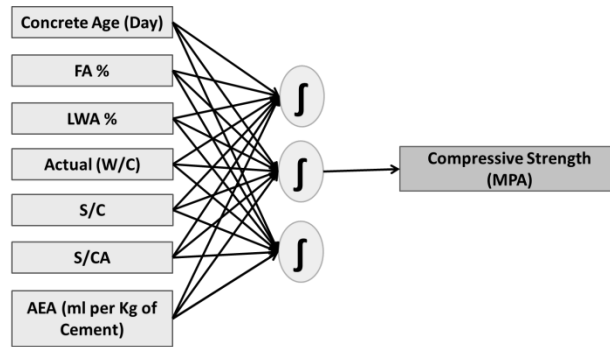 Concrete Age (Day)
FA %
LWA %
Actual (W/C)
S/C
S/CA
AEA (ml per Kg of
Cement)
∫
∫
∫
Compressive Strength
(MPA)